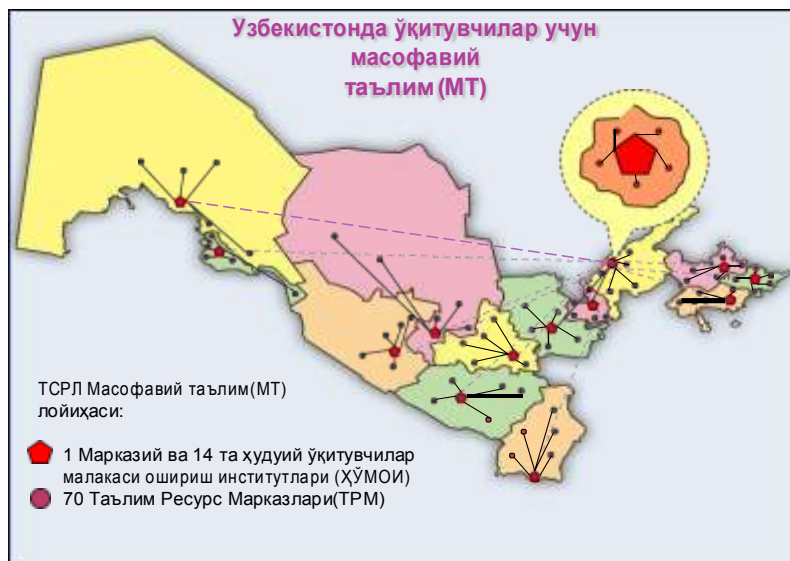 Узбекистонда ўқитувчилар учун
масофавий
таълим (МТ)
ТСРЛ Масофавий таълим(МТ)
лойиҳаси:
1 Марказий ва 14 та ҳудуий ўқитувчилар
малакаси ошириш институтлари (ҲЎМОИ)
70 Таълим Ресурс Марказлари(ТРМ)